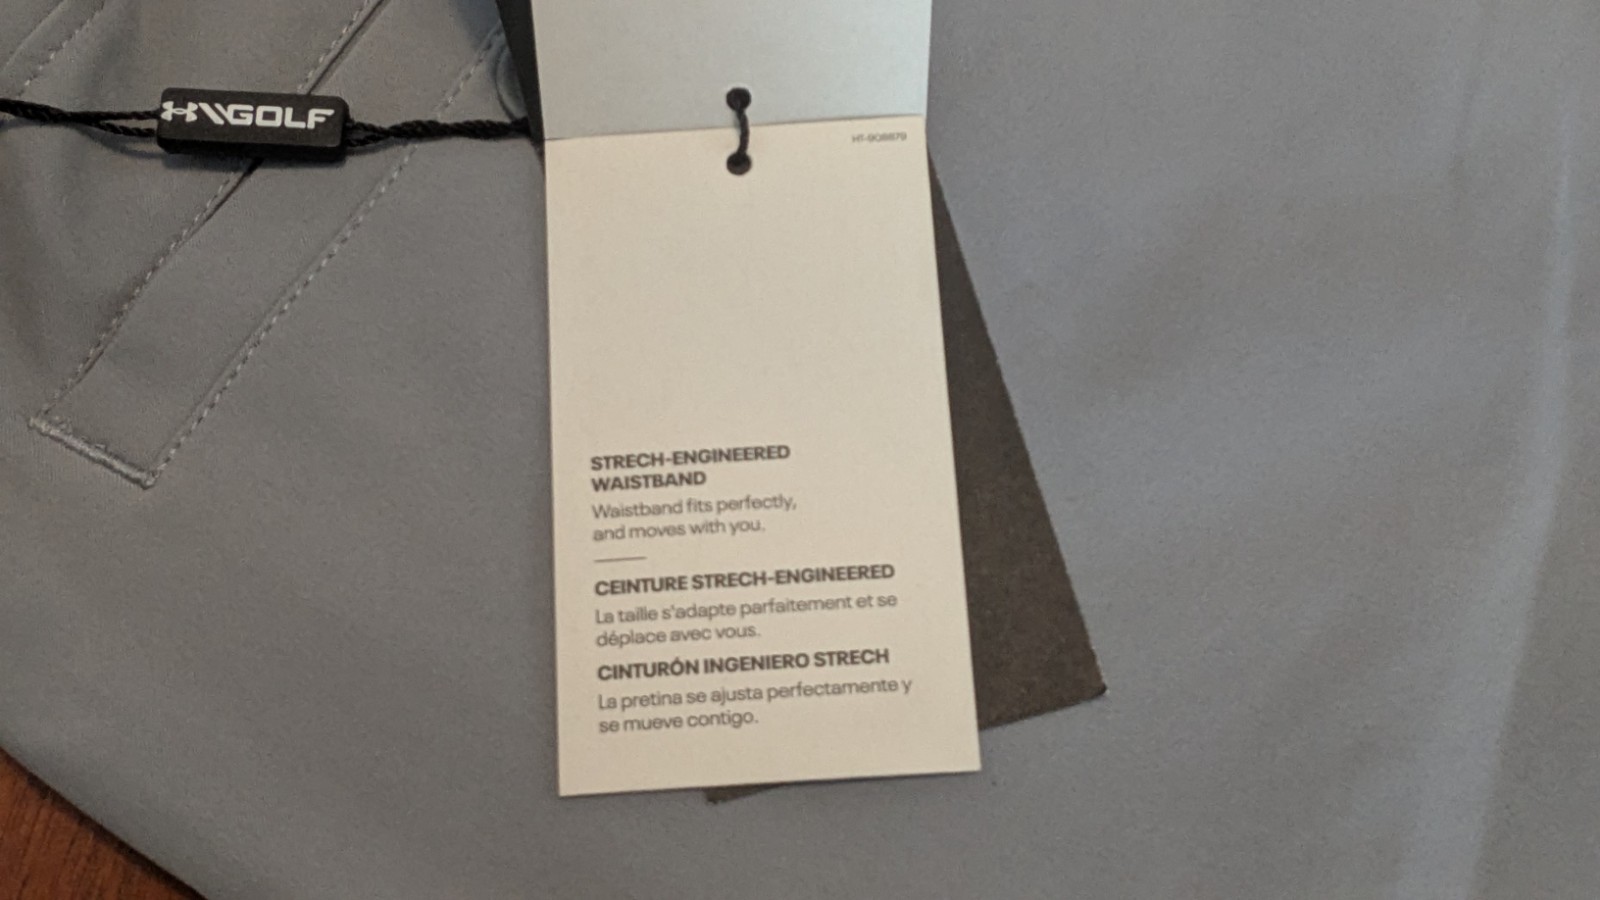 GOLF
STRECH-ENGINEERED
WAISTBAND
Waistband fits perfectly,
and moves with you.
CEINTURE STRECH-ENGINEERED
La taille s'adapte parfaitement et se
déplace avec vous.
CINTURÓN INGENIERO STRECH
La pretina se ajusta perfectamente y
se mueve contigo.